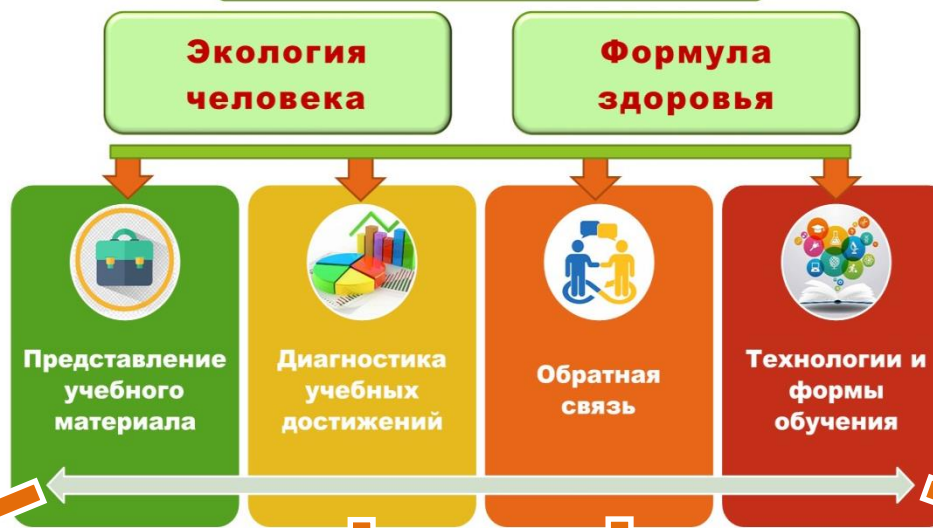 Экология
человека
Формула
здоровья
Представление
учебного
материала
Диагностика
учебных
достижений
Обратная
связь
Технологии и
формы
обучения